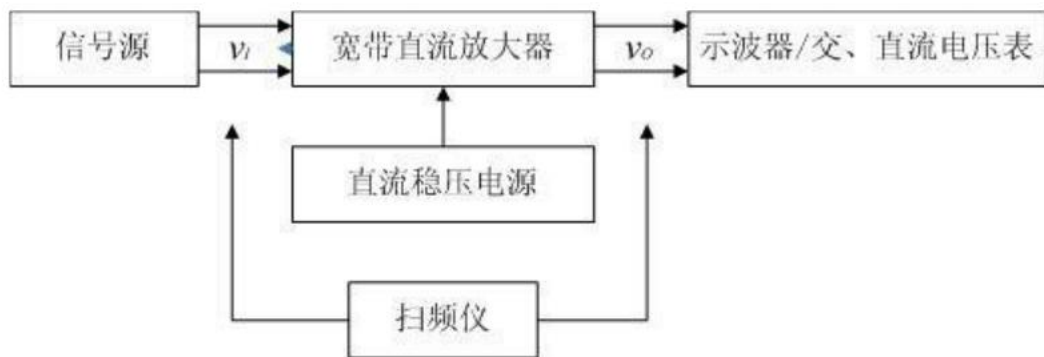 信号源
vi
宽带直流放大器
vo
示波器/交、直流电压表
直流稳压电源
扫频仪